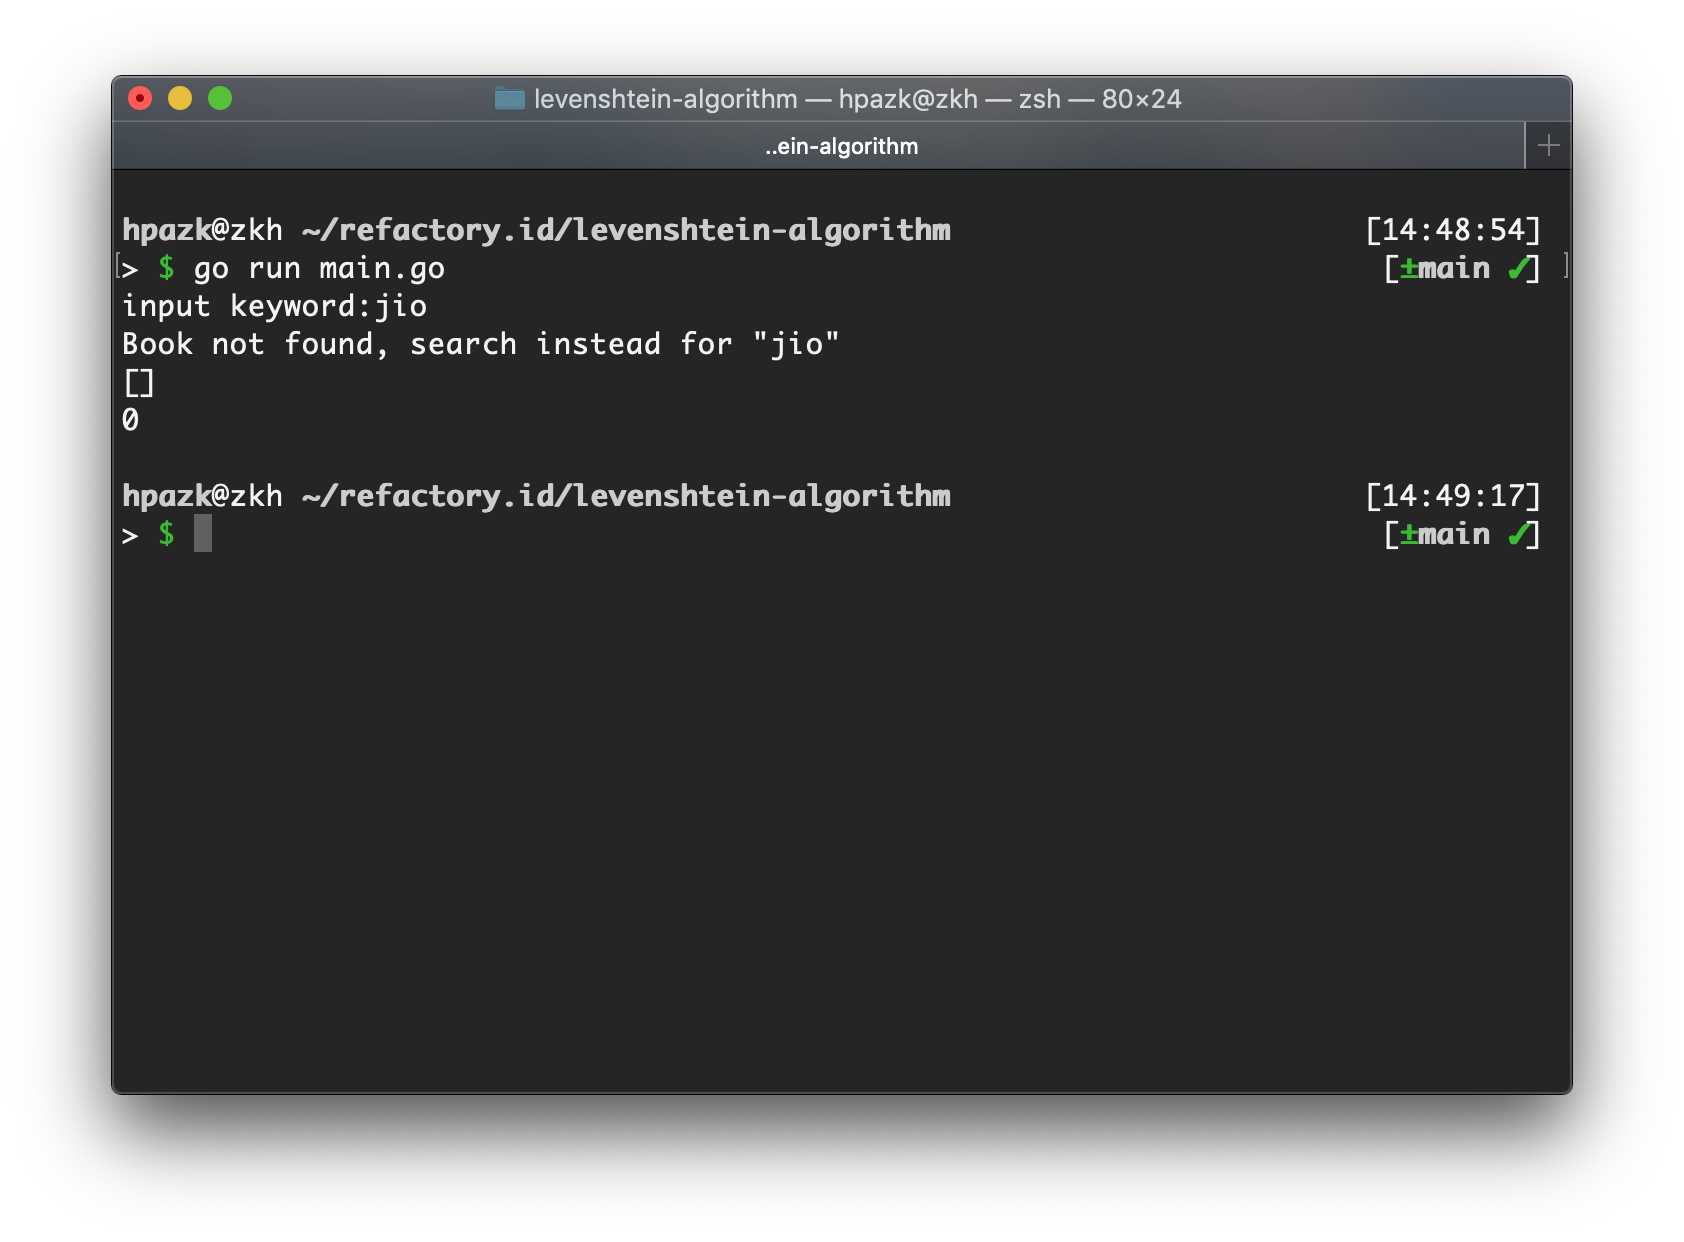 levenshtein-algorithm — hpazk@zkh — zsh — 80×24
..ein-algorithm
hpazk@zkh ~/refactory.id/levenshtein-algorithm [14:48:54]
> $ go run main.go [±main ✓]
input keyword:jio
Book not found, search instead for "jio"
[]
0
hpazk@zkh ~/refactory.id/levenshtein-algorithm [14:49:17]
> $ [±main ✓]